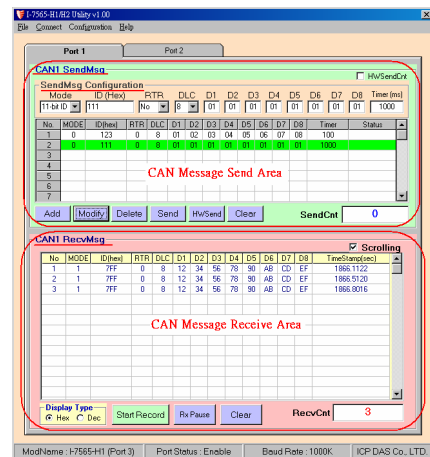 I-7565-H1/H2 Utility v1.00
File Connect Configuration Help
Port 1 Port 2
CAN1 SendMsg
HWSendCnt
SendMsg Configuration
Mode ID (Hex) RTR DLC D1 D2 D3 D4 D5 D6 D7 D8 Timer (ms)
11-bit ID 111 No 8 01 01 01 01 01 01 01 01 1000
No. MODE ID(Hex) RTR DLC D1 D2 D3 D4 D5 D6 D7 D8 Timer Status
1 0 123 0 8 01 02 03 04 05 06 07 08 100
2 0 111 0 8 01 01 01 01 01 01 01 01 1000
3
4
5
6
7
CAN Message Send Area
Add Modify Delete Send HWSend Clear SendCnt 0
CAN1 RecvMsg
Scrolling
No MODE ID(Hex) RTR DLC D1 D2 D3 D4 D5 D6 D7 D8 TimeStamp(sec)
1 1 7FF 0 8 12 34 56 78 90 AB CD EF 1866.1122
2 1 7FF 0 8 12 34 56 78 90 AB CD EF 1866.5120
3 1 7FF 0 8 12 34 56 78 90 AB CD EF 1866.8016
CAN Message Receive Area
Display Type
Hex Dec Start Record Rx Pause Clear RecvCnt 3
ModName : I-7565-H1 (Port 3) Port Status : Enable Baud Rate : 1000K ICP DAS Co., LTD.